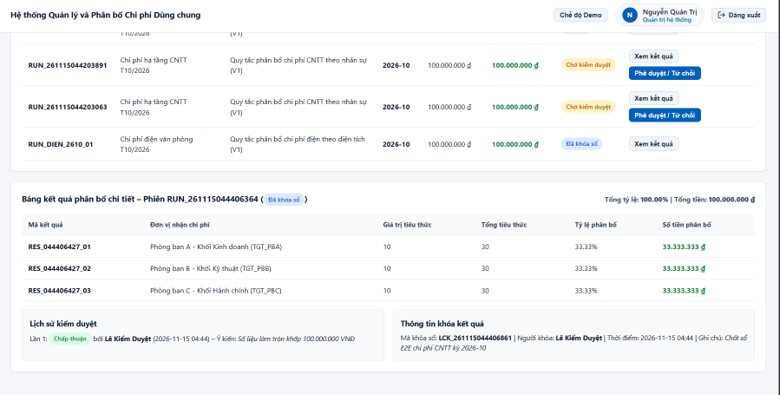 Hệ thống Quản lý và Phân bổ Chi phí Dùng chung
Chế độ Demo
N
Nguyễn Quản Trị
Quản trị hệ thống
Đăng xuất
T10/2026
(V1)
RUN_261115044203891
Chi phí hạ tầng CNTT
T10/2026
Quy tắc phân bổ chi phí CNTT theo nhân sự
(V1)
2026-10
100.000.000 ₫
100.000.000 ₫
Chờ kiểm duyệt
Xem kết quả
Phê duyệt / Từ chối
RUN_261115044203063
Chi phí hạ tầng CNTT
T10/2026
Quy tắc phân bổ chi phí CNTT theo nhân sự
(V1)
2026-10
100.000.000 ₫
100.000.000 ₫
Chờ kiểm duyệt
Xem kết quả
Phê duyệt / Từ chối
RUN_DIEN_2610_01
Chi phí điện văn phòng
T10/2026
Quy tắc phân bổ chi phí điện theo diện tích
(V1)
2026-10
100.000.000 ₫
100.000.000 ₫
Đã khóa sổ
Xem kết quả
Bảng kết quả phân bổ chi tiết – Phiên RUN_261115044406364 ( Đã khóa sổ )
Tổng tỷ lệ: 100.00% | Tổng tiền: 100.000.000 ₫
Mã kết quả Đơn vị nhận chi phí Giá trị tiêu thức Tổng tiêu thức Tỷ lệ phân bổ Số tiền phân bổ
RES_044406427_01 Phòng ban A - Khối Kinh doanh (TGT_PBA) 10 30 33.33% 33.333.333 ₫
RES_044406427_02 Phòng ban B - Khối Kỹ thuật (TGT_PBB) 10 30 33.33% 33.333.333 ₫
RES_044406427_03 Phòng ban C - Khối Hành chính (TGT_PBC) 10 30 33.33% 33.333.333 ₫
Lịch sử kiểm duyệt
Lần 1: Chấp thuận bởi Lê Kiểm Duyệt (2026-11-15 04:44) – Ý kiến: Số liệu làm tròn khớp 100.000.000 VNĐ
Thông tin khóa kết quả
Mã khóa sổ: LCK_261115044406861 | Người khóa: Lê Kiểm Duyệt | Thời điểm: 2026-11-15 04:44 | Ghi chú: Chốt sổ
E2E chi phí CNTT kỳ 2026-10